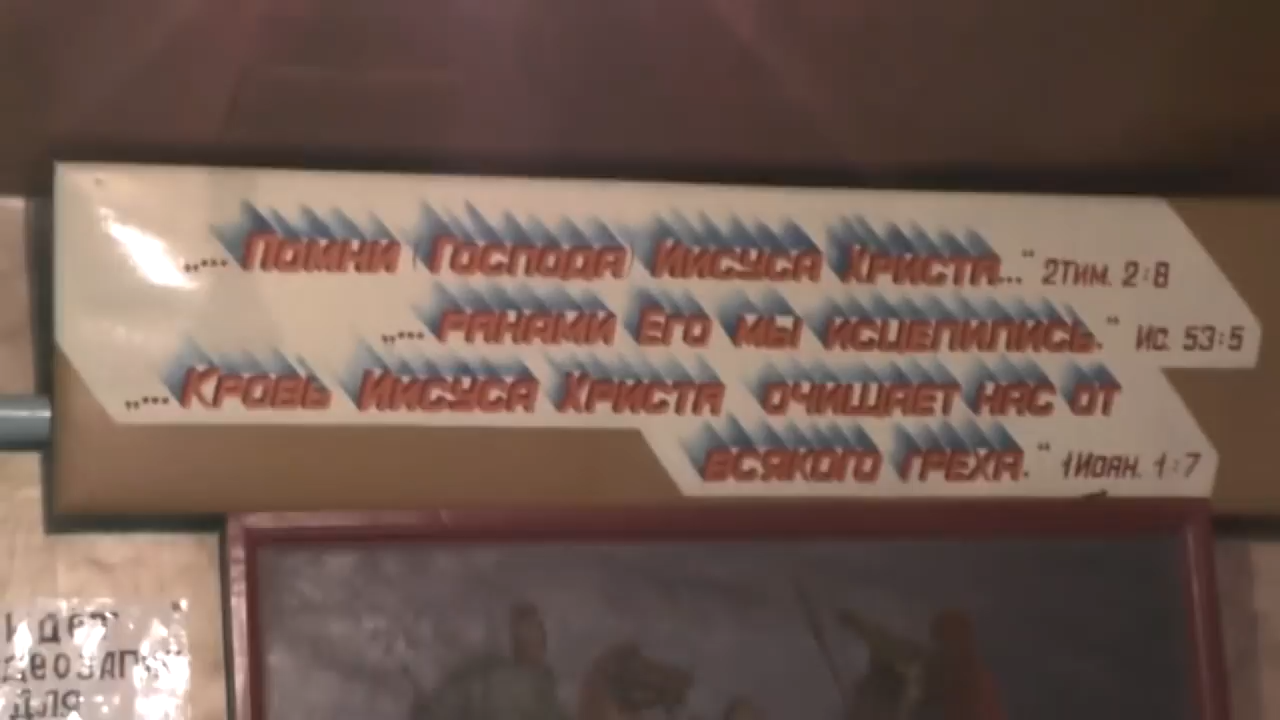 „... Помни (Господа) Иисуса Христа..." 2Тим. 2:8
„... Ранами Его мы исцелились." Ис. 53:5
„... Кровь Иисуса Христа очищает нас от
всякого греха." 1Иоан. 1:7
для